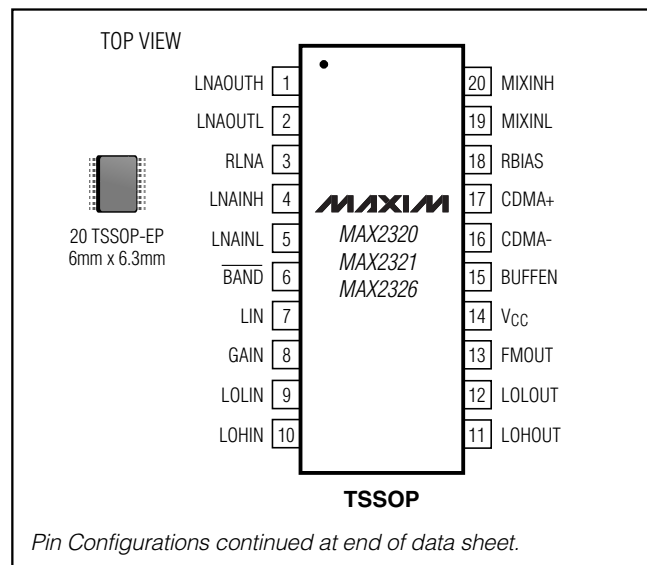 TOP VIEW
LNAOUTH 1
LNAOUTL 2
RLNA 3
LNAINH 4
LNAINL 5
BAND 6
LIN 7
GAIN 8
LOLIN 9
LOHIN 10
20 TSSOP-EP
6mm x 6.3mm
MAXIM
MAX2320
MAX2321
MAX2326
20 MIXINH
19 MIXINL
18 RBIAS
17 CDMA+
16 CDMA-
15 BUFFEN
14 VCC
13 FMOUT
12 LOLOUT
11 LOHOUT
TSSOP
Pin Configurations continued at end of data sheet.